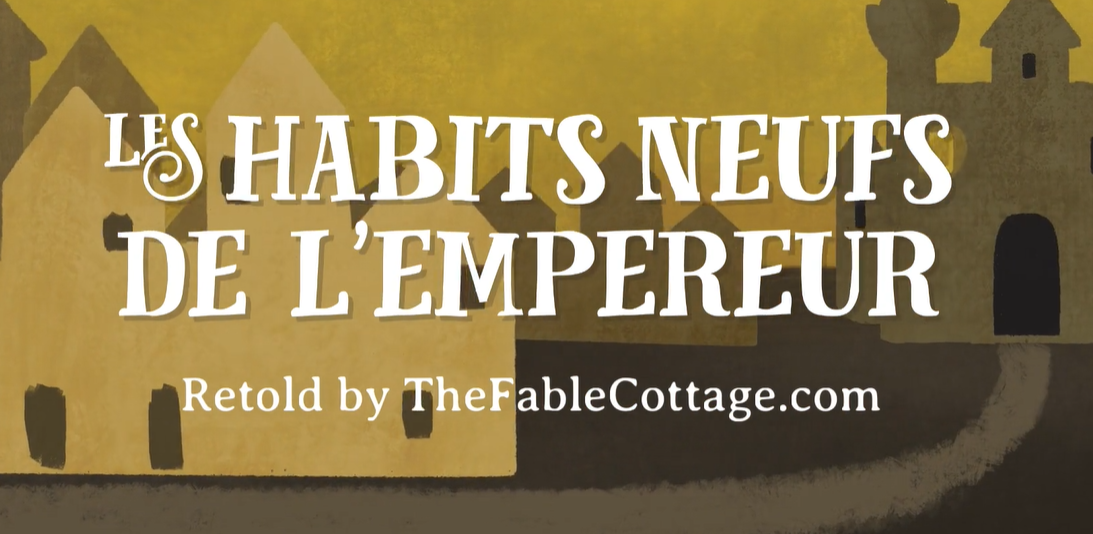 LES HABITS NEUFS
DE L'EMPEREUR
Retold by TheFableCottage.com